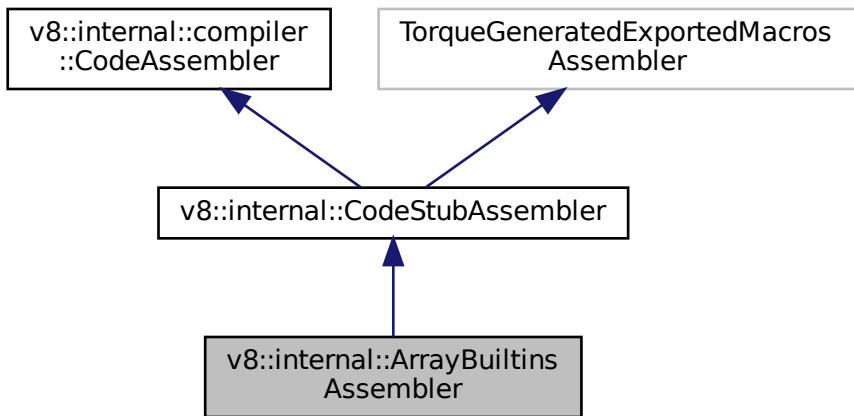 v8::internal::compiler
::CodeAssembler
TorqueGeneratedExportedMacros
Assembler
v8::internal::CodeStubAssembler
v8::internal::ArrayBuiltins
Assembler